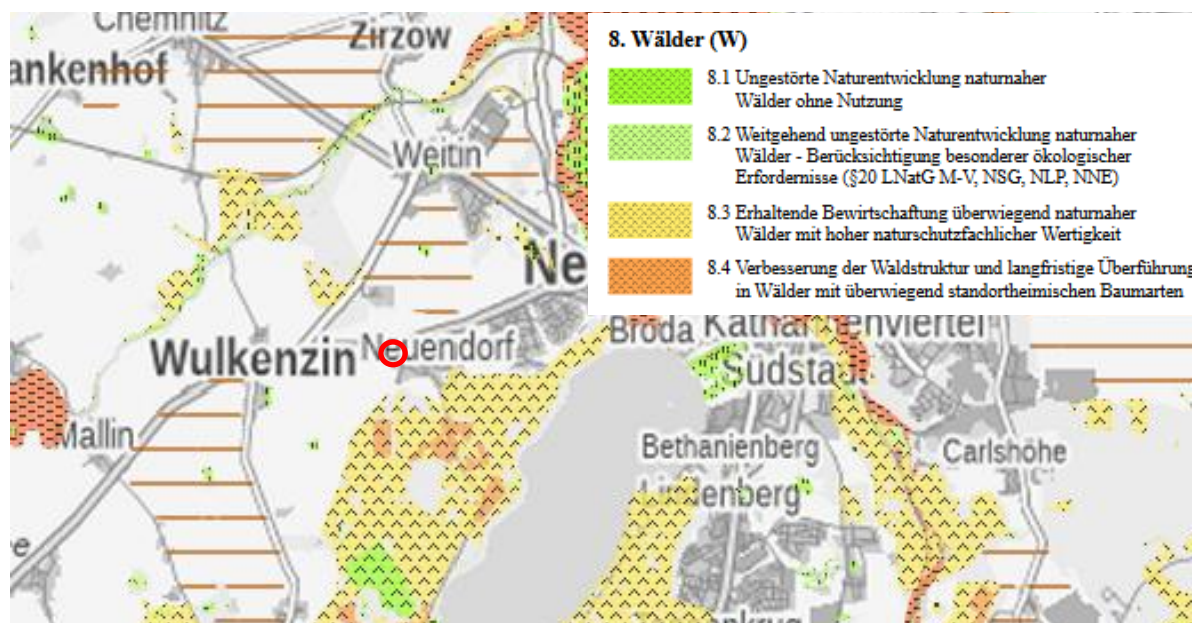 Chemnitz
Zirzow
ankenhof
8. Wälder (W)
8.1 Ungestörte Naturentwicklung naturnaher
Wälder ohne Nutzung
8.2 Weitgehend ungestörte Naturentwicklung naturnaher
Wälder - Berücksichtigung besonderer ökologischer
Erfordernisse (§20 LNatG M-V, NSG, NLP, NNE)
8.3 Erhaltende Bewirtschaftung überwiegend naturnaher
Wälder mit hoher naturschutzfachlicher Wertigkeit
8.4 Verbesserung der Waldstruktur und langfristige Überführung
in Wälder mit überwiegend standortheimischen Baumarten
Weitin
Ne
Broda
Wulkenzin
Neuendorf
Mallin
Bethanienberg
Carlshöhe
Lindenberg
e